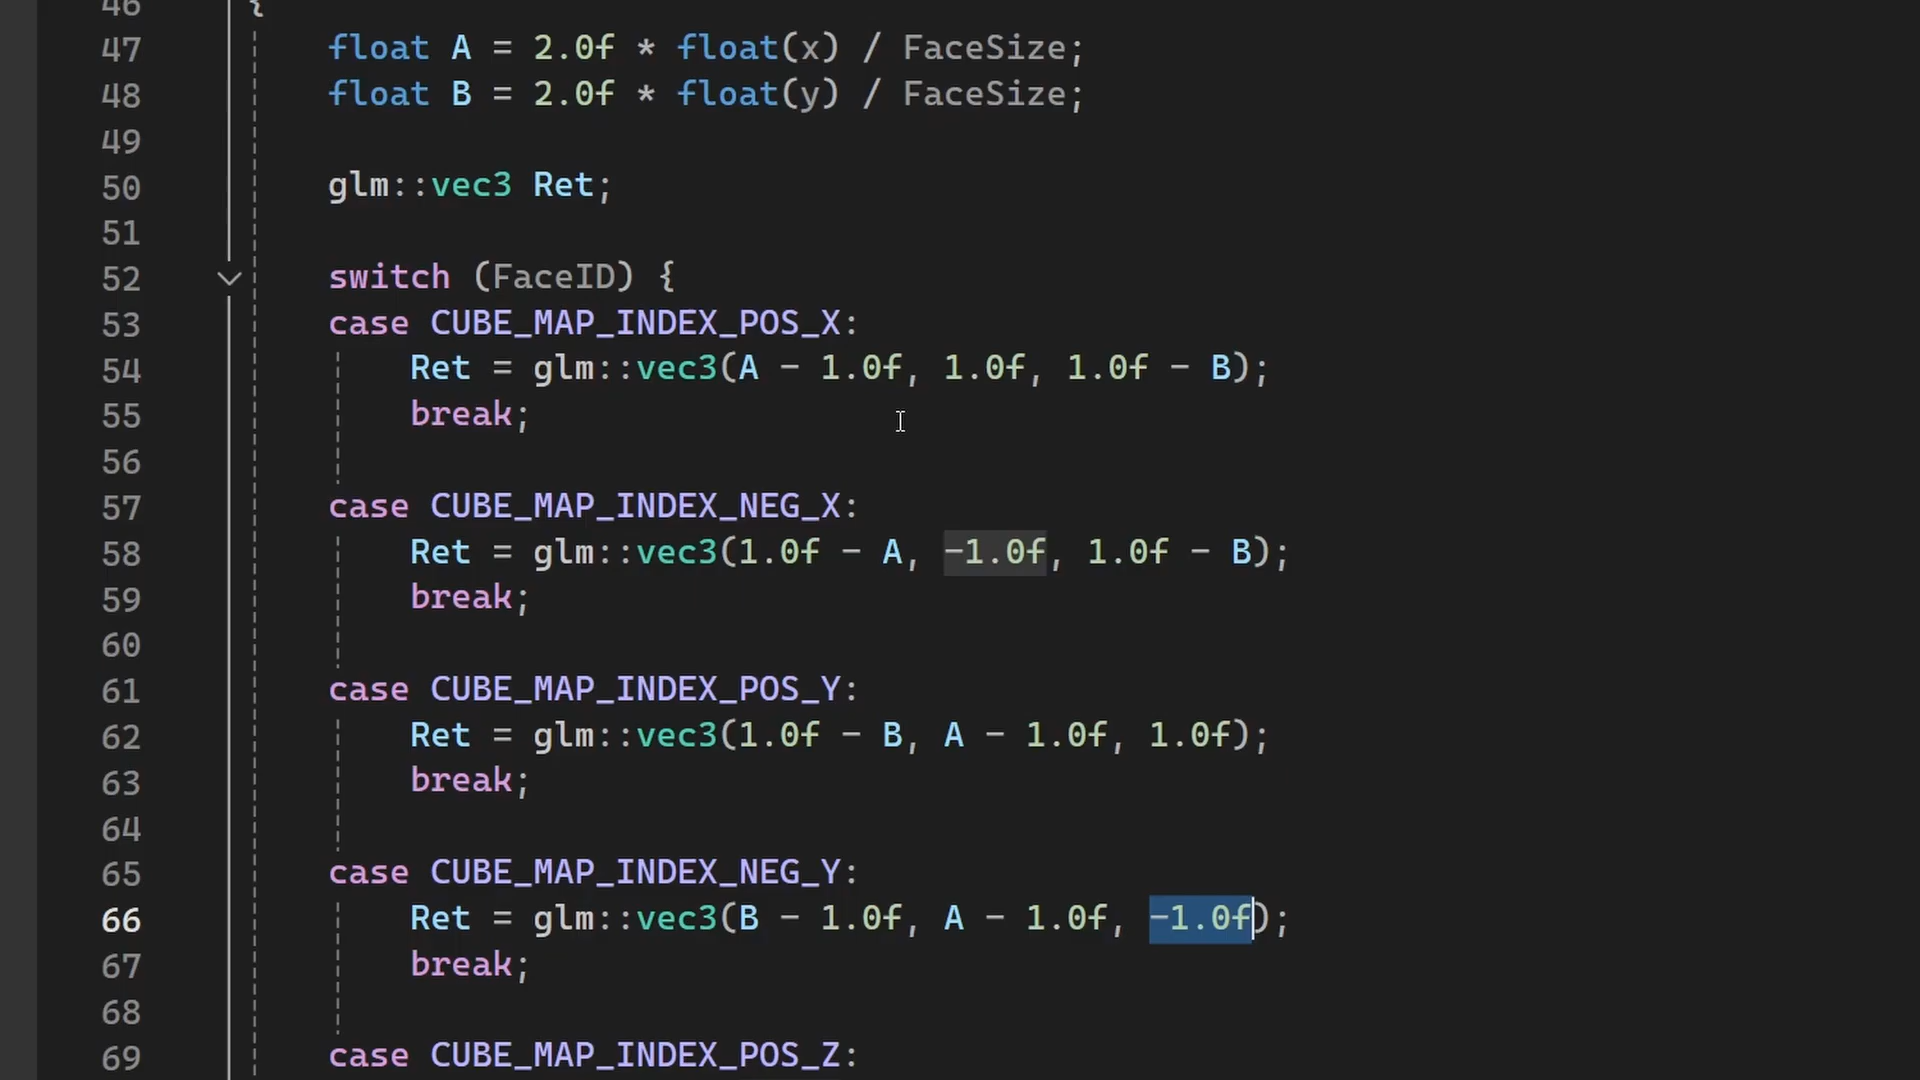 46 {
47 float A = 2.0f * float(x) / FaceSize;
48 float B = 2.0f * float(y) / FaceSize;
49
50 glm::vec3 Ret;
51
52 switch (FaceID) {
53 case CUBE_MAP_INDEX_POS_X:
54 Ret = glm::vec3(A - 1.0f, 1.0f, 1.0f - B);
55 break;
56
57 case CUBE_MAP_INDEX_NEG_X:
58 Ret = glm::vec3(1.0f - A, -1.0f, 1.0f - B);
59 break;
60
61 case CUBE_MAP_INDEX_POS_Y:
62 Ret = glm::vec3(1.0f - B, A - 1.0f, 1.0f);
63 break;
64
65 case CUBE_MAP_INDEX_NEG_Y:
66 Ret = glm::vec3(B - 1.0f, A - 1.0f, -1.0f);
67 break;
68
69 case CUBE_MAP_INDEX_POS_Z: